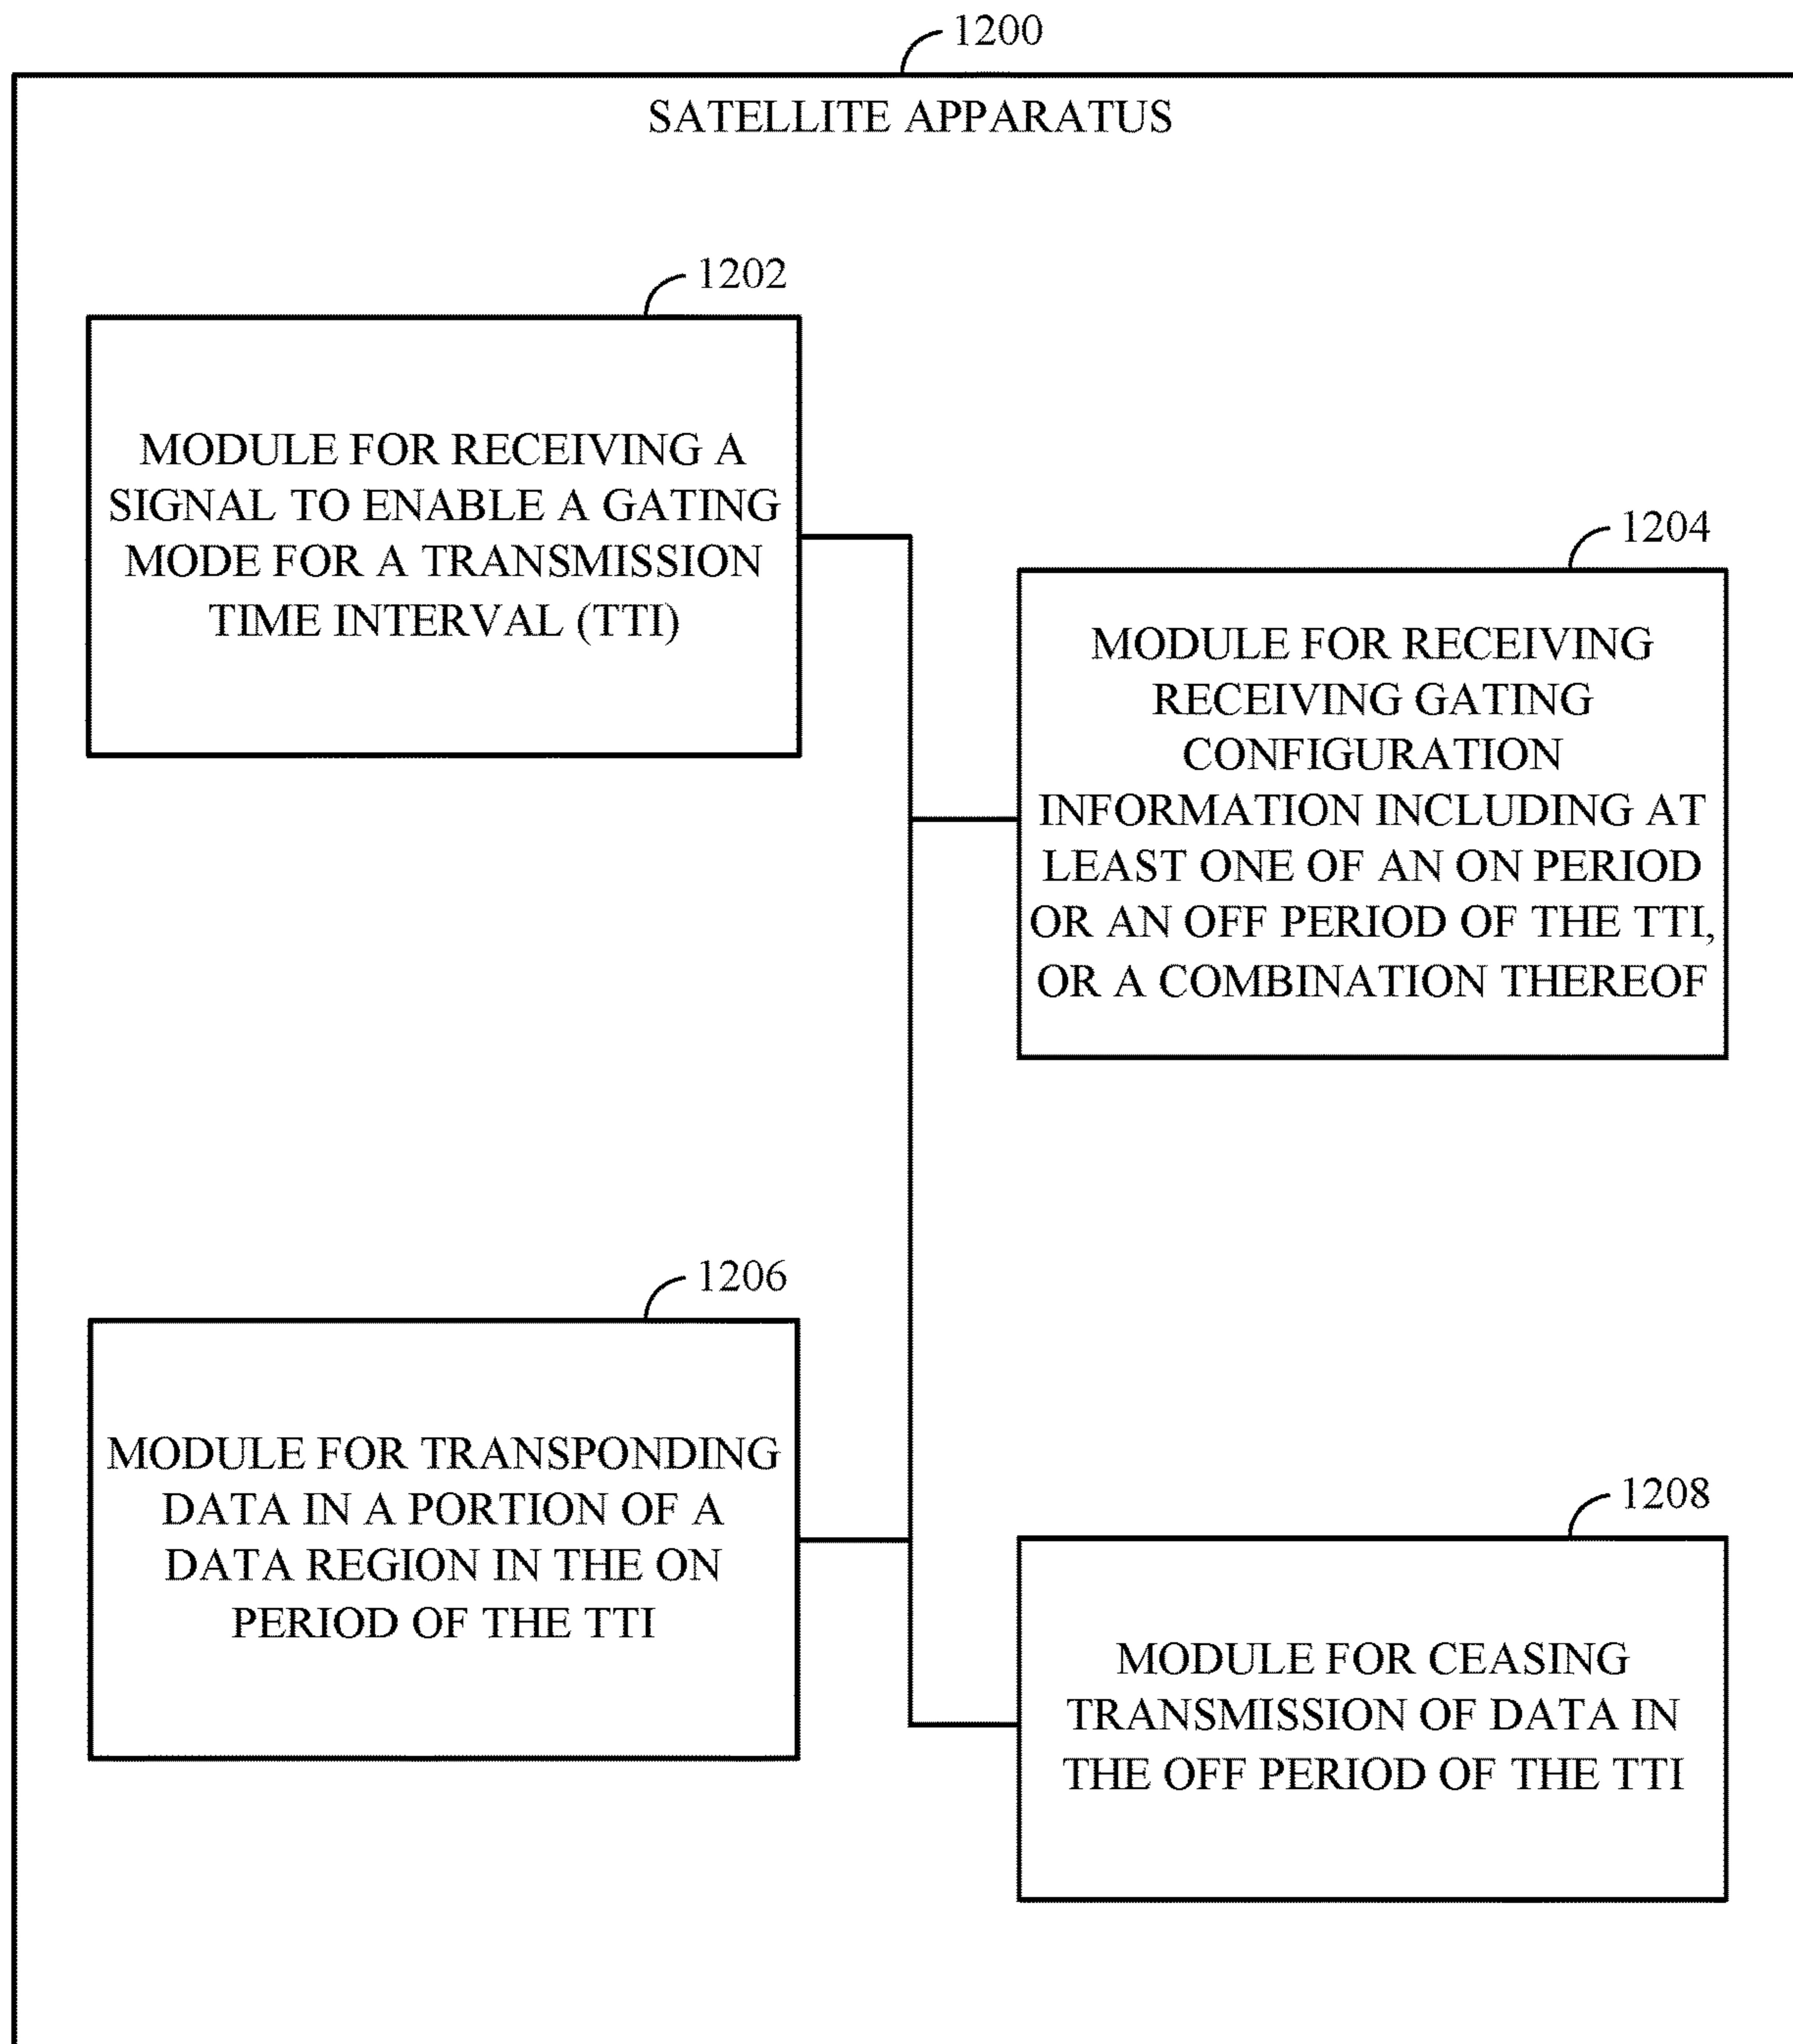 1200
SATELLITE APPARATUS
1202
MODULE FOR RECEIVING A
SIGNAL TO ENABLE A GATING
MODE FOR A TRANSMISSION
TIME INTERVAL (TTI)
1204
MODULE FOR RECEIVING
RECEIVING GATING
CONFIGURATION
INFORMATION INCLUDING AT
LEAST ONE OF AN ON PERIOD
OR AN OFF PERIOD OF THE TTI,
OR A COMBINATION THEREOF
1206
MODULE FOR TRANSPONDING
DATA IN A PORTION OF A
DATA REGION IN THE ON
PERIOD OF THE TTI
1208
MODULE FOR CEASING
TRANSMISSION OF DATA IN
THE OFF PERIOD OF THE TTI